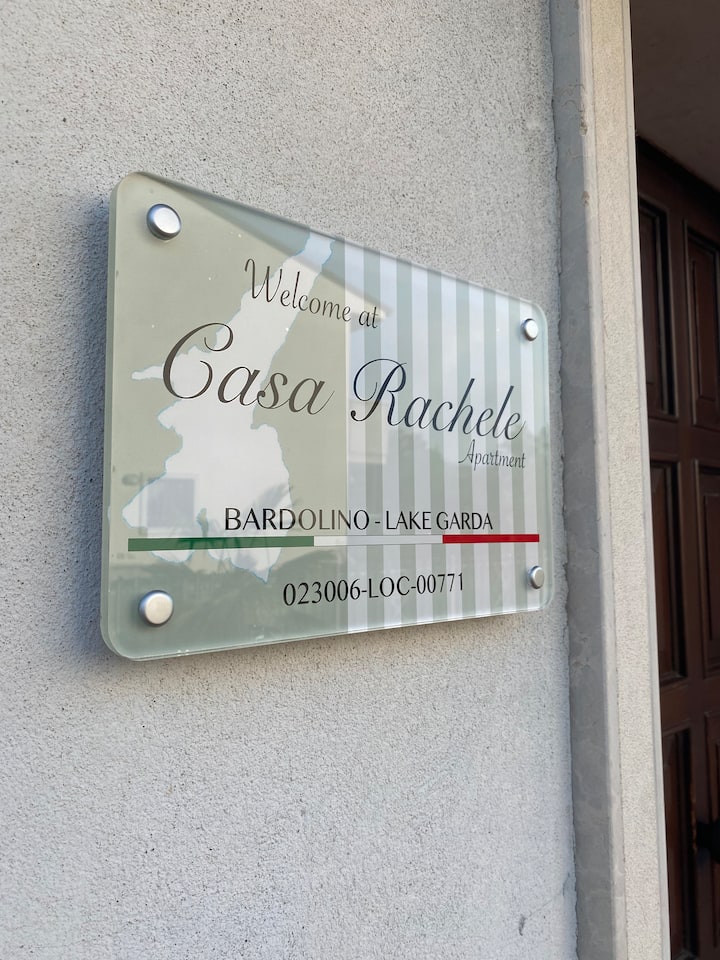 Welcome at
Casa Rachele
Apartment
BARDOLINO - LAKE GARDA
023006-LOC-00771